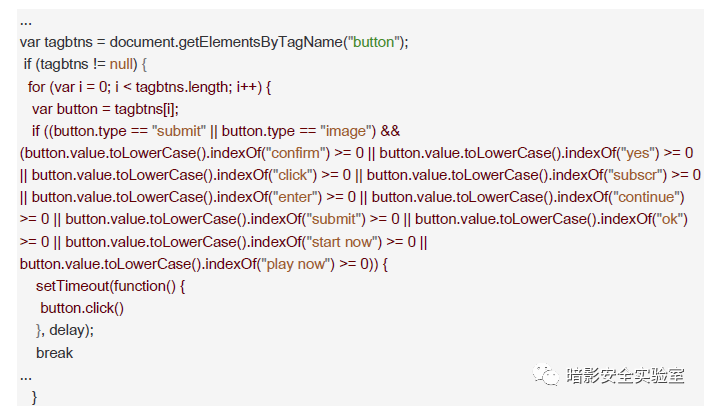 ...
var tagbtns = document.getElementsByTagName("button");
if (tagbtns != null) {
for (var i = 0; i < tagbtns.length; i++) {
var button = tagbtns[i];
if ((button.type == "submit" || button.type == "image") &&
(button.value.toLowerCase().indexOf("confirm") >= 0 || button.value.toLowerCase().indexOf("yes") >= 0
|| button.value.toLowerCase().indexOf("click") >= 0 || button.value.toLowerCase().indexOf("subscr") >= 0
|| button.value.toLowerCase().indexOf("enter") >= 0 || button.value.toLowerCase().indexOf("continue")
>= 0 || button.value.toLowerCase().indexOf("submit") >= 0 || button.value.toLowerCase().indexOf("ok")
>= 0 || button.value.toLowerCase().indexOf("start now") >= 0 ||
button.value.toLowerCase().indexOf("play now") >= 0)) {
setTimeout(function() {
button.click()
}, delay);
break
...
}
暗影安全实验室